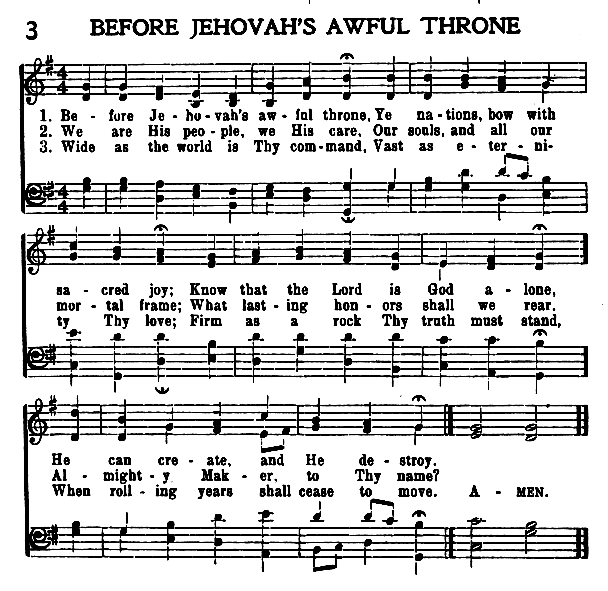 3 BEFORE JEHOVAH'S AWFUL THRONE
1. Be - fore Je - ho - vah's aw - ful throne, Ye na - tions, bow with
2. We are His peo - ple, we His care, Our souls, and all our
3. Wide as the world is Thy com - mand, Vast as e - ter - ni-
sa - cred joy; Know that the Lord is God a - lone,
mor - tal frame; What last - ing hon - ors shall we rear,
ty Thy love; Firm as a rock Thy truth must stand,
He can cre - ate, and He de - stroy.
Al - might - y Mak - er, to Thy name?
When roll - ing years shall cease to move. A - MEN.